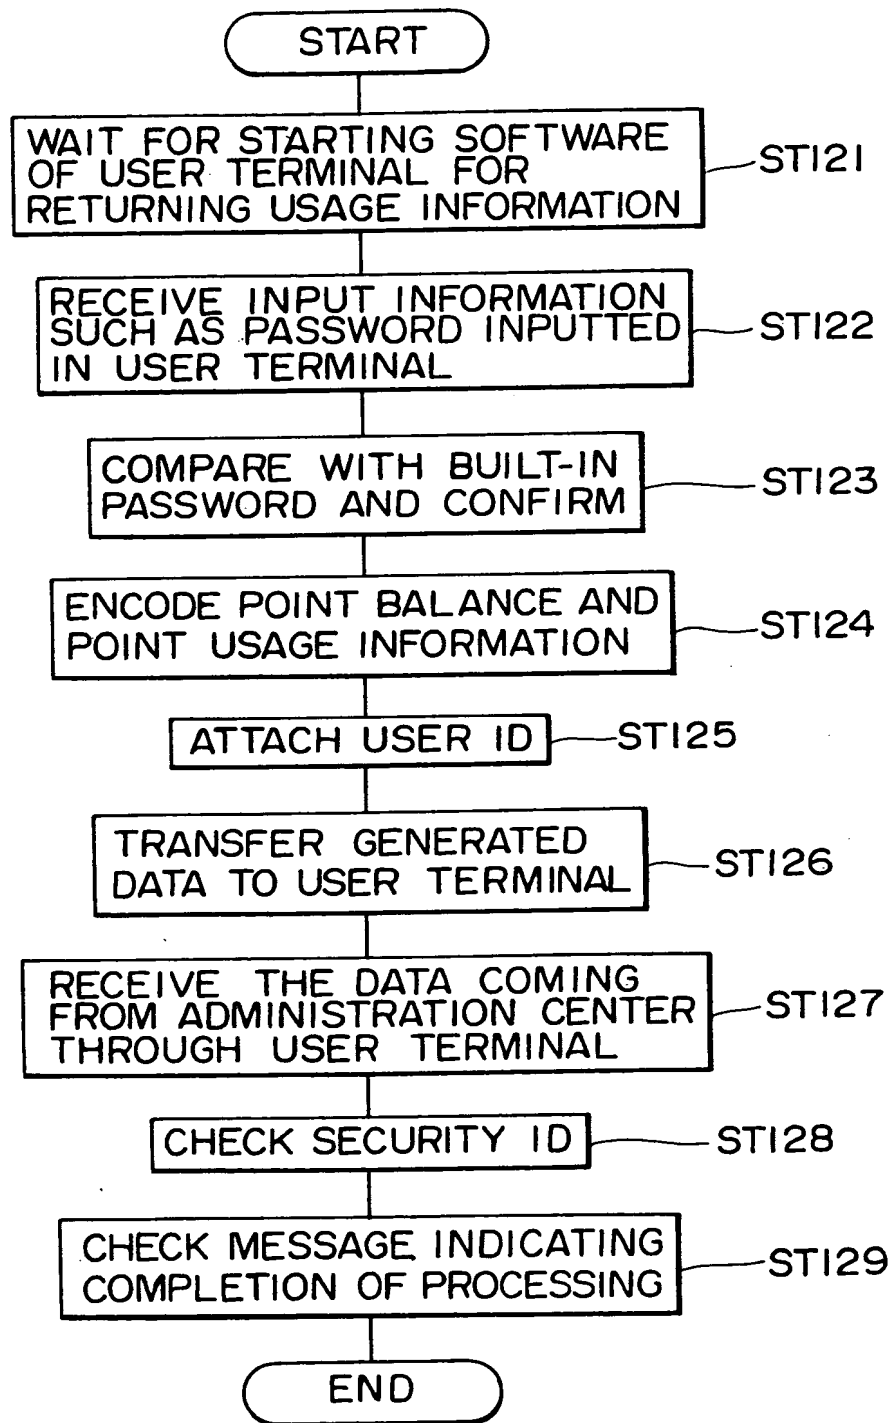 START
WAIT FOR STARTING SOFTWARE
OF USER TERMINAL FOR
RETURNING USAGE INFORMATION
ST121
RECEIVE INPUT INFORMATION
SUCH AS PASSWORD INPUTTED
IN USER TERMINAL
ST122
COMPARE WITH BUILT-IN
PASSWORD AND CONFIRM
ST123
ENCODE POINT BALANCE AND
POINT USAGE INFORMATION
ST124
ATTACH USER ID
ST125
TRANSFER GENERATED
DATA TO USER TERMINAL
ST126
RECEIVE THE DATA COMING
FROM ADMINISTRATION CENTER
THROUGH USER TERMINAL
ST127
CHECK SECURITY ID
ST128
CHECK MESSAGE INDICATING
COMPLETION OF PROCESSING
ST129
END